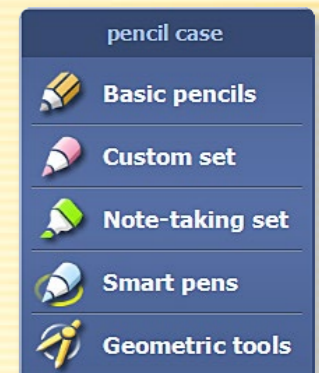 pencil case
Basic pencils
Custom set
Note-taking set
Smart pens
Geometric tools